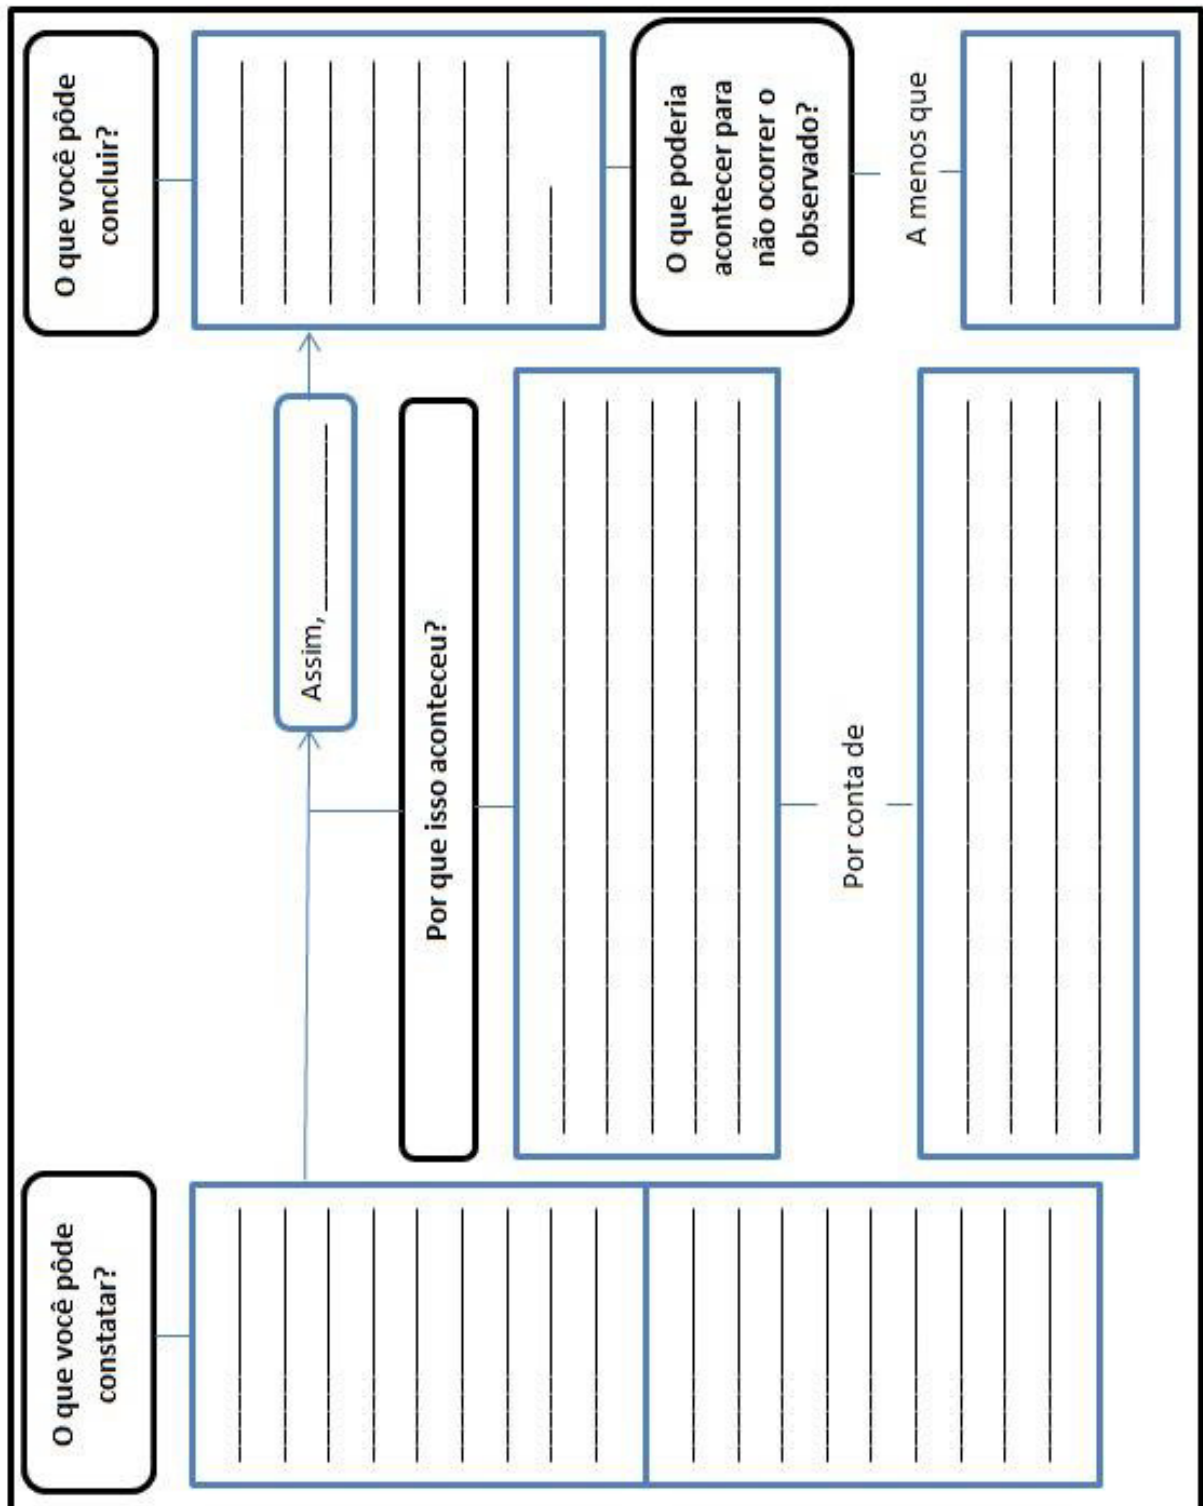 O que você pôde
constatar?
Assim,_______________
O que você pôde
concluir?
Por que isso aconteceu?
O que poderia
acontecer para
não ocorrer o
observado?
Por conta de
A menos que